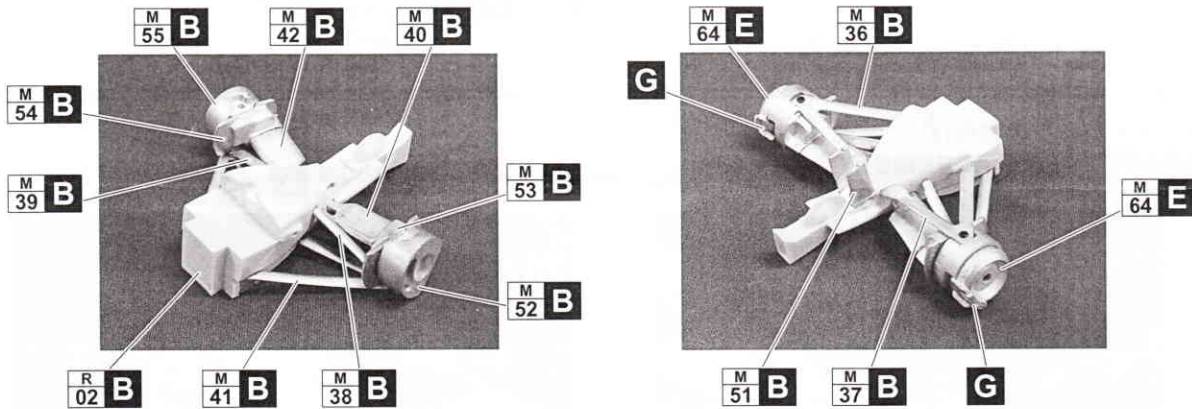 M 55 B
M 42 B
M 40 B
M 54 B
M 39 B
M 53 B
M 52 B
R 02 B
M 41 B
M 38 B
M 64 E
M 36 B
G
M 64 E
M 51 B
M 37 B
G